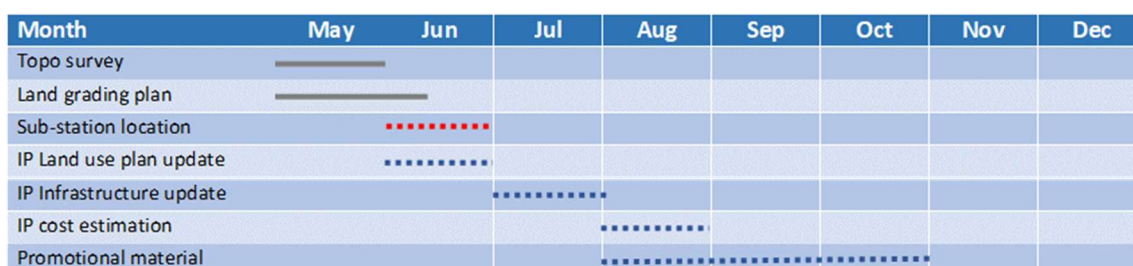 Month May Jun Jul Aug Sep Oct Nov Dec
Topo survey
Land grading plan
Sub-station location
IP Land use plan update
IP Infrastructure update
IP cost estimation
Promotional material